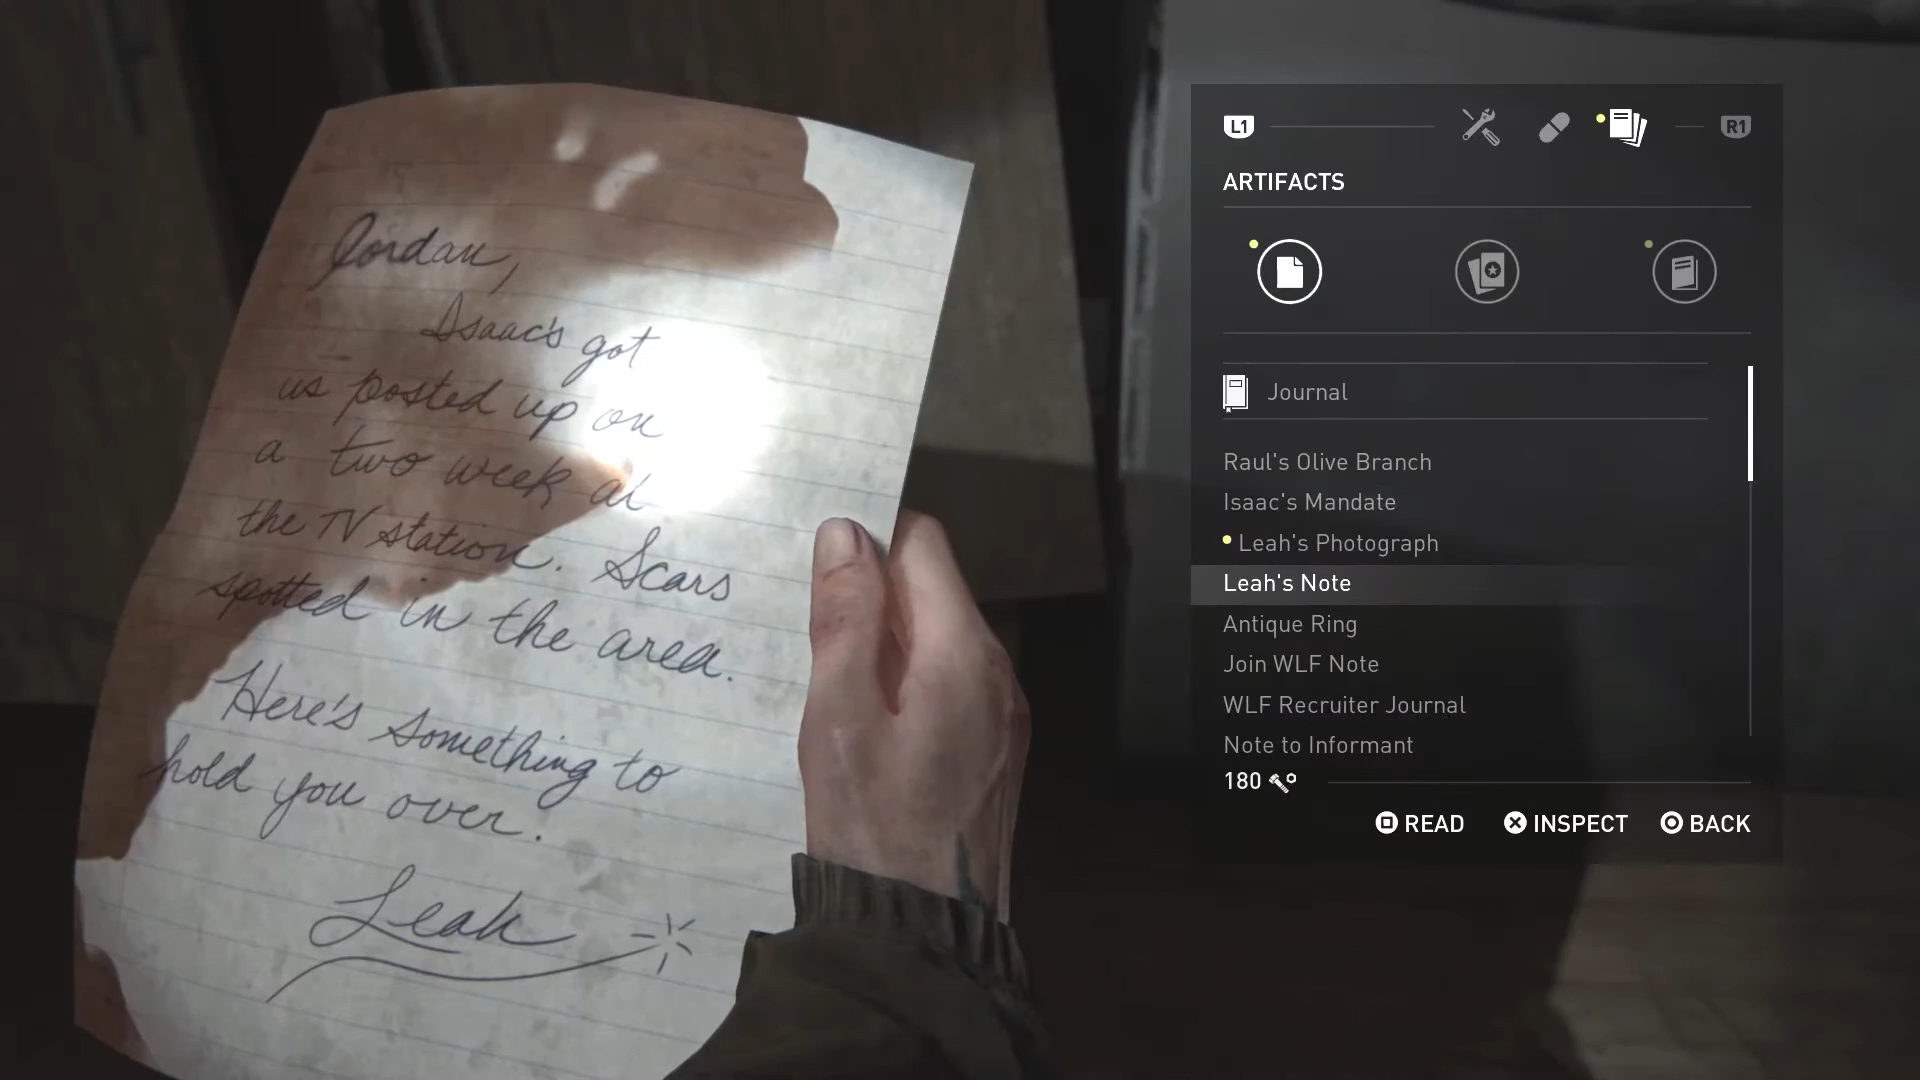 Jordan,
Isaac's got
us posted up on
a two week at
the TV station. Scars
spotted in the area.
Here's something to
hold you over.
Leah
L1
R1
ARTIFACTS
Journal
Raul's Olive Branch
Isaac's Mandate
Leah's Photograph
Leah's Note
Antique Ring
Join WLF Note
WLF Recruiter Journal
Note to Informant
180
READ INSPECT BACK